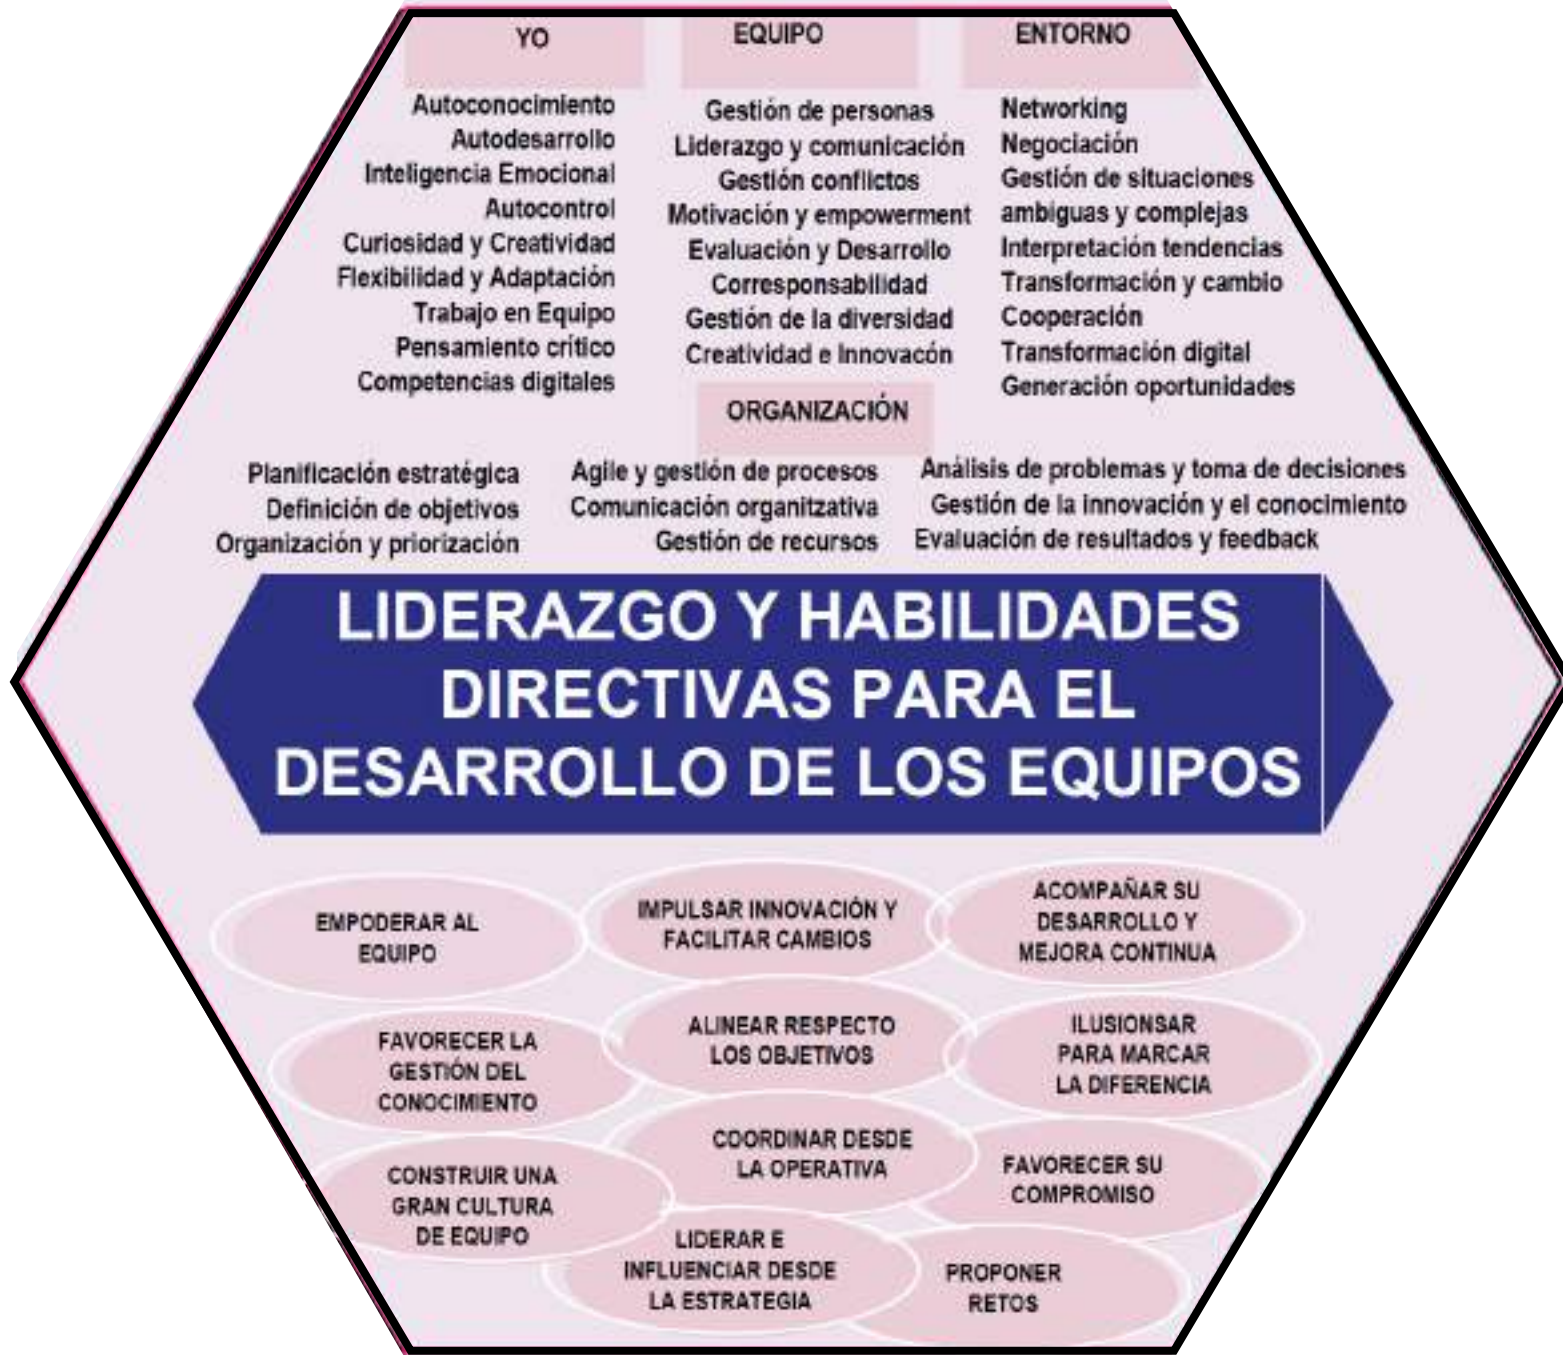 YO
Autoconocimiento
Autodesarrollo
Inteligencia Emocional
Autocontrol
Curiosidad y Creatividad
Flexibilidad y Adaptación
Trabajo en Equipo
Pensamiento crítico
Competencias digitales
EQUIPO
Gestión de personas
Liderazgo y comunicación
Gestión conflictos
Motivación y empowerment
Evaluación y Desarrollo
Corresponsabilidad
Gestión de la diversidad
Creatividad e Innovacón
ENTORNO
Networking
Negociación
Gestión de situaciones
ambiguas y complejas
Interpretación tendencias
Transformación y cambio
Cooperación
Transformación digital
Generación oportunidades
ORGANIZACIÓN
Planificación estratégica
Definición de objetivos
Organización y priorización
Agile y gestión de procesos
Comunicación organitzativa
Gestión de recursos
Análisis de problemas y toma de decisiones
Gestión de la innovación y el conocimiento
Evaluación de resultados y feedback
LIDERAZGO Y HABILIDADES
DIRECTIVAS PARA EL
DESARROLLO DE LOS EQUIPOS
EMPODERAR AL
EQUIPO
IMPULSAR INNOVACIÓN Y
FACILITAR CAMBIOS
ACOMPAÑAR SU
DESARROLLO Y
MEJORA CONTINUA
FAVORECER LA
GESTIÓN DEL
CONOCIMIENTO
ALINEAR RESPECTO
LOS OBJETIVOS
ILUSIONSAR
PARA MARCAR
LA DIFERENCIA
CONSTRUIR UNA
GRAN CULTURA
DE EQUIPO
COORDINAR DESDE
LA OPERATIVA
FAVORECER SU
COMPROMISO
LIDERAR E
INFLUENCIAR DESDE
LA ESTRATEGIA
PROPONER
RETOS